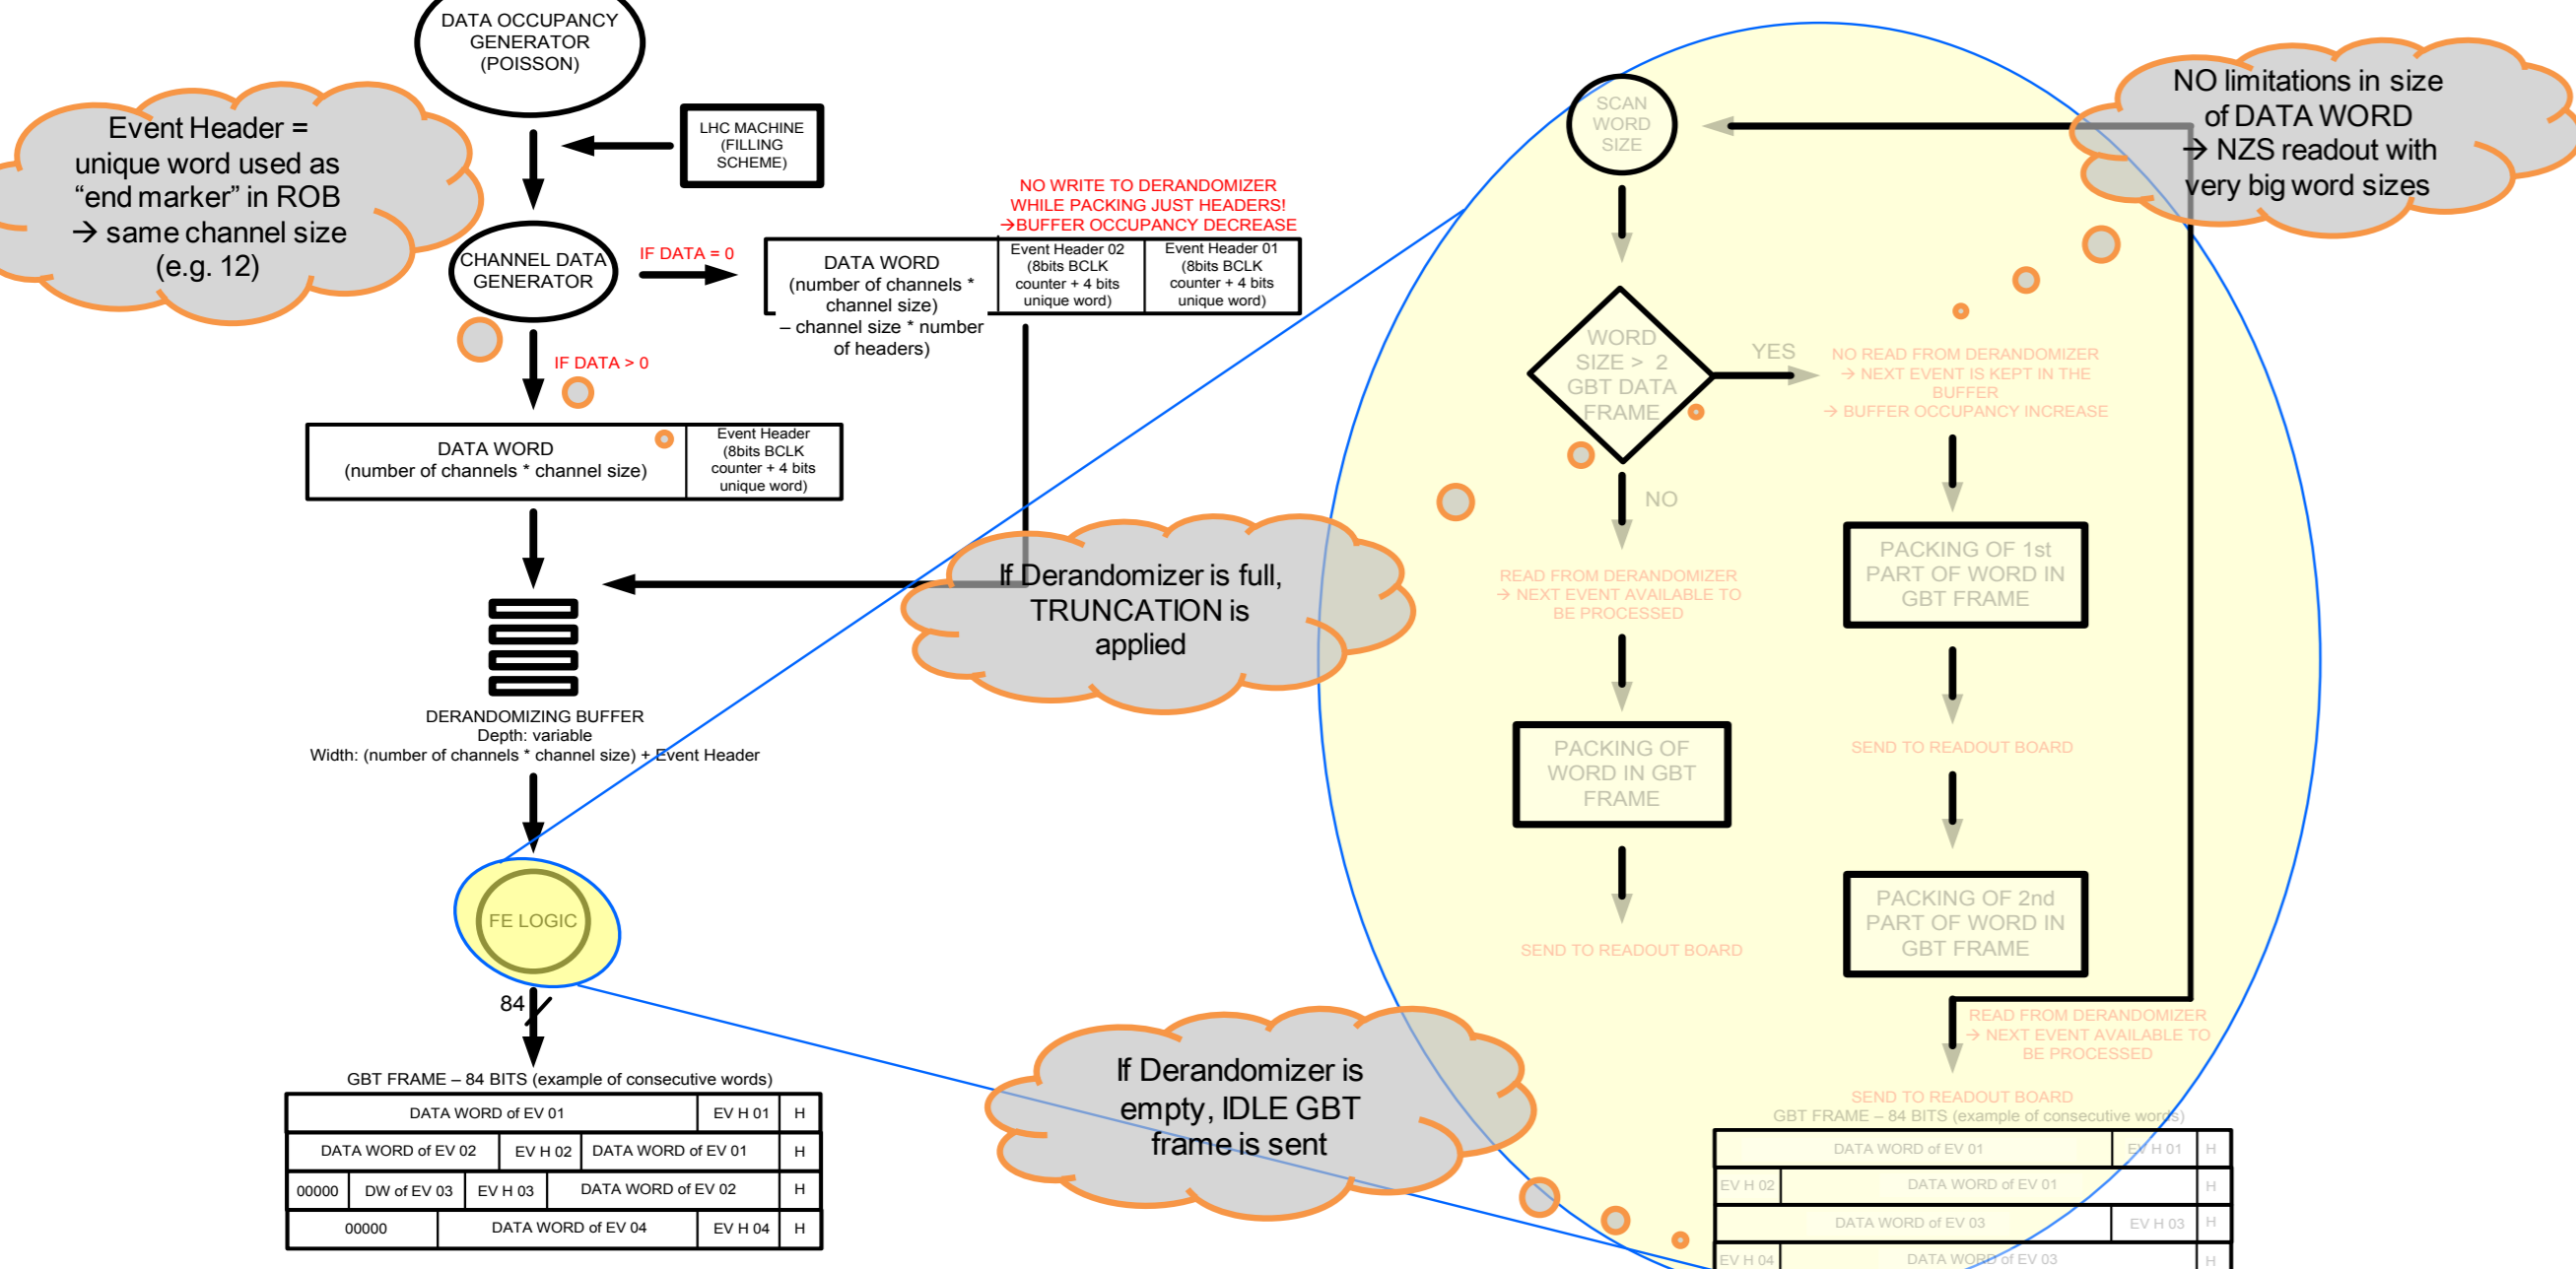 DATA OCCUPANCY
GENERATOR
(POISSON)
Event Header =
unique word used as
“end marker” in ROB
→ same channel size
(e.g. 12)
LHC MACHINE
(FILLING
SCHEME)
CHANNEL DATA
GENERATOR
IF DATA = 0
NO WRITE TO DERANDOMIZER
WHILE PACKING JUST HEADERS!
→BUFFER OCCUPANCY DECREASE
DATA WORD
(number of channels *
channel size)
– channel size * number
of headers)
Event Header 02
(8bits BCLK
counter + 4 bits
unique word)
Event Header 01
(8bits BCLK
counter + 4 bits
unique word)
IF DATA > 0
DATA WORD
(number of channels * channel size)
Event Header
(8bits BCLK
counter + 4 bits
unique word)
If Derandomizer is full,
TRUNCATION is
applied
DERANDOMIZING BUFFER
Depth: variable
Width: (number of channels * channel size) + Event Header
FE LOGIC
84
GBT FRAME – 84 BITS (example of consecutive words)
DATA WORD of EV 01 EV H 01 H
DATA WORD of EV 02 EV H 02 DATA WORD of EV 01 H
00000 DW of EV 03 EV H 03 DATA WORD of EV 02 H
00000 DATA WORD of EV 04 EV H 04 H
If Derandomizer is
empty, IDLE GBT
frame is sent
SCAN
WORD
SIZE
NO limitations in size
of DATA WORD
→ NZS readout with
very big word sizes
WORD
SIZE > 2
GBT DATA
FRAME
YES
NO READ FROM DERANDOMIZER
→ NEXT EVENT IS KEPT IN THE
BUFFER
→ BUFFER OCCUPANCY INCREASE
NO
READ FROM DERANDOMIZER
→ NEXT EVENT AVAILABLE TO
BE PROCESSED
PACKING OF 1st
PART OF WORD IN
GBT FRAME
PACKING OF
WORD IN GBT
FRAME
SEND TO READOUT BOARD
SEND TO READOUT BOARD
PACKING OF 2nd
PART OF WORD IN
GBT FRAME
READ FROM DERANDOMIZER
→ NEXT EVENT AVAILABLE TO
BE PROCESSED
SEND TO READOUT BOARD
GBT FRAME – 84 BITS (example of consecutive words)
DATA WORD of EV 01 EV H 01 H
EV H 02 DATA WORD of EV 01 H
DATA WORD of EV 03 EV H 03 H
EV H 04 DATA WORD of EV 03 H